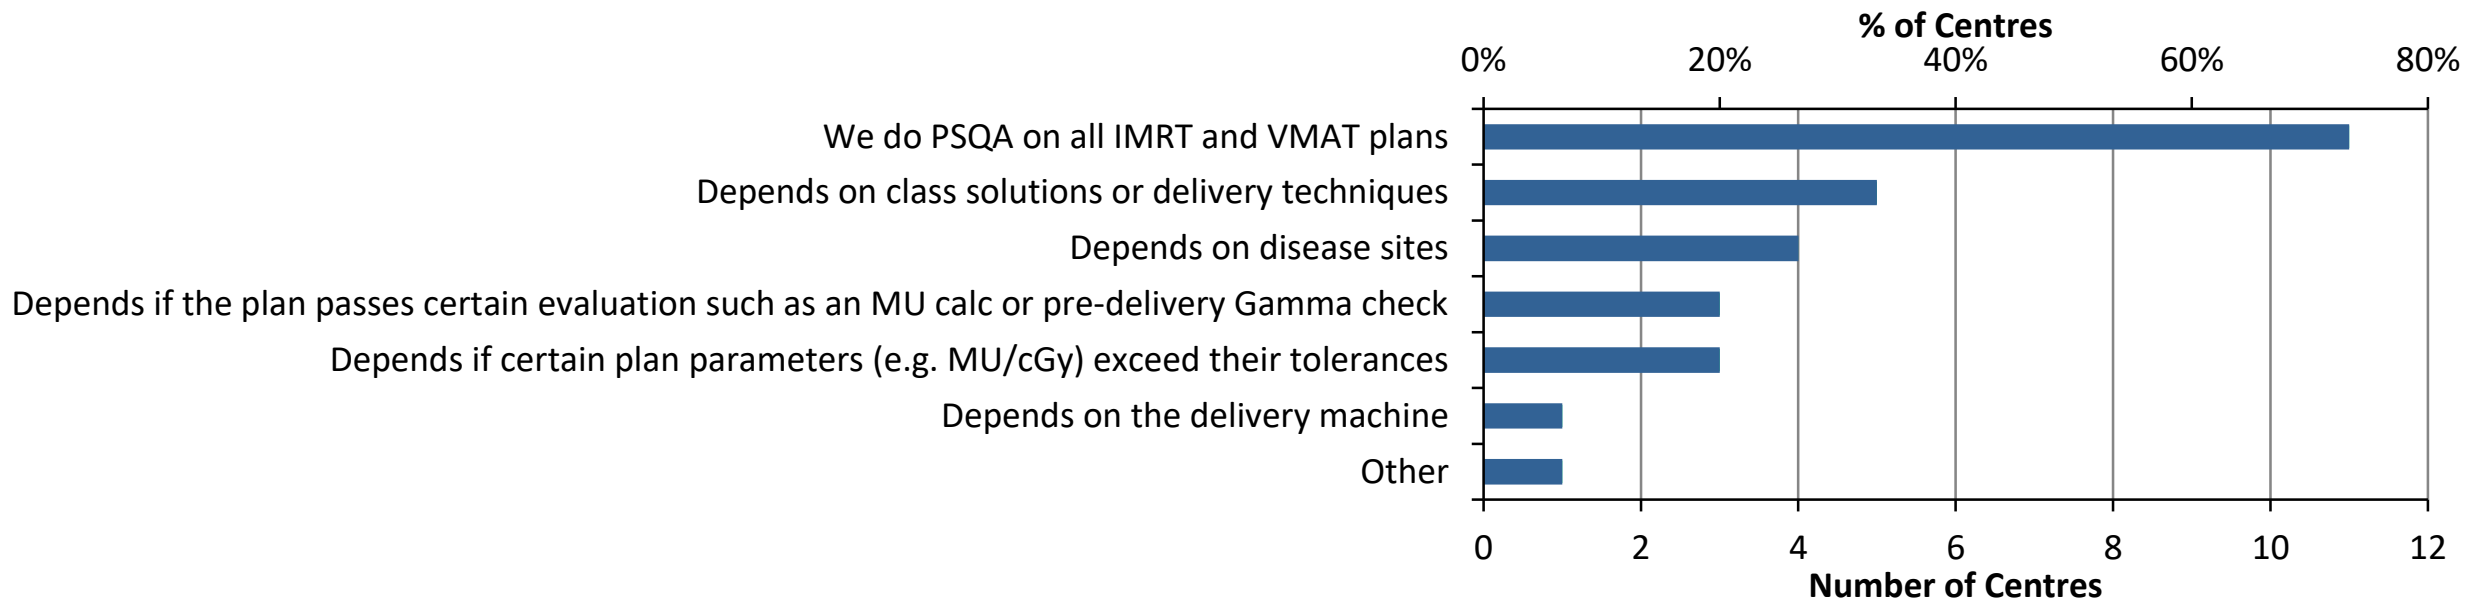 % of Centres
0% 20% 40% 60% 80%
We do PSQA on all IMRT and VMAT plans
Depends on class solutions or delivery techniques
Depends on disease sites
Depends if the plan passes certain evaluation such as an MU calc or pre-delivery Gamma check
Depends if certain plan parameters (e.g. MU/cGy) exceed their tolerances
Depends on the delivery machine
Other
0 2 4 6 8 10 12
Number of Centres